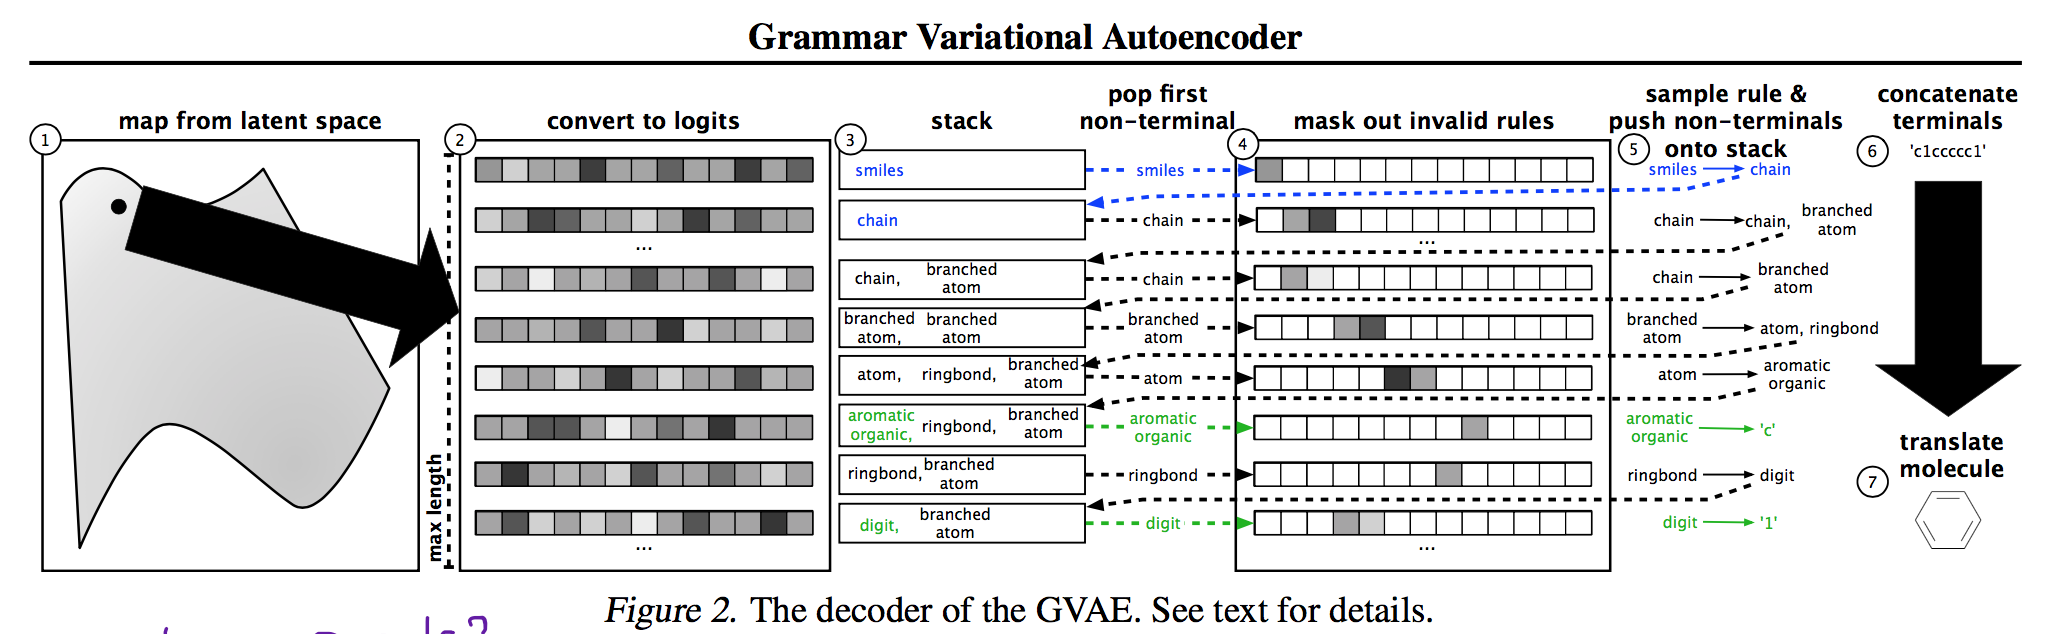 Grammar Variational Autoencoder
1
map from latent space
2
convert to logits
max length
...
...
3
stack
pop first
non-terminal
4
mask out invalid rules
sample rule &
push non-terminals
5
onto stack
smiles
smiles
smiles chain
chain
chain
chain chain, branched
atom
...
chain, branched
atom
chain
chain branched
atom
branched
atom, branched
atom
branched
atom
branched
atom atom, ringbond
atom, ringbond, branched
atom
atom
atom aromatic
organic
aromatic
organic, ringbond, branched
atom
aromatic
organic
aromatic
organic 'c'
ringbond, branched
atom
ringbond
ringbond digit
digit, branched
atom
digit
digit '1'
...
concatenate
terminals
6
'c1ccccc1'
translate
molecule
7
Figure 2. The decoder of the GVAE. See text for details.